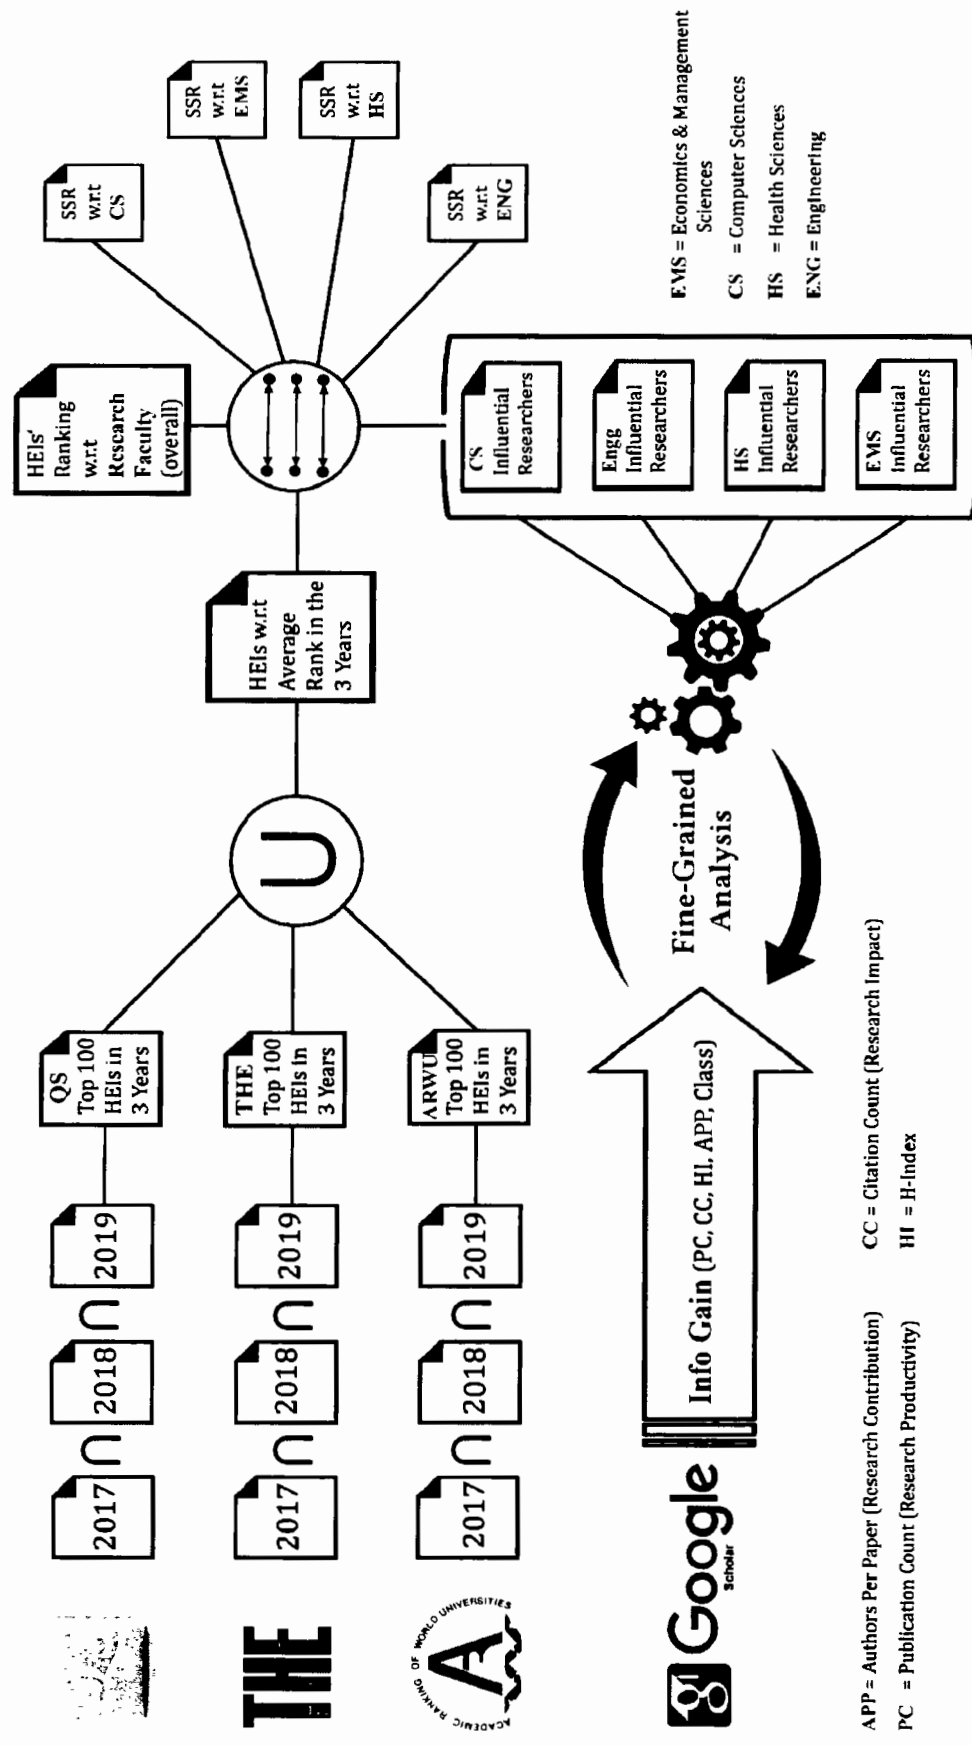 2017
∩
2018
∩
2019
QS
Top 100
HEIs in
3 Years
THE
2017
∩
2018
∩
2019
THE
Top 100
HEIs in
3 Years
ACADEMIC RANKING OF WORLD UNIVERSITIES
2017
∩
2018
∩
2019
ARWU
Top 100
HEIs in
3 Years
U
HEIs w.r.t
Average
Rank in the
3 Years
HEIs'
Ranking
w.r.t
Research
Faculty
(overall)
SSR
w.r.t
CS
SSR
w.r.t
EMS
SSR
w.r.t
HS
SSR
w.r.t
ENG
CS
Influential
Researchers
Engg
Influential
Researchers
HS
Influential
Researchers
EMS
Influential
Researchers
Google
Scholar
Info Gain (PC, CC, HI, APP, Class)
Fine-Grained
Analysis
EMS = Economics & Management
Sciences
CS = Computer Sciences
HS = Health Sciences
ENG = Engineering
APP = Authors Per Paper (Research Contribution)
PC = Publication Count (Research Productivity)
CC = Citation Count (Research Impact)
HI = H-Index